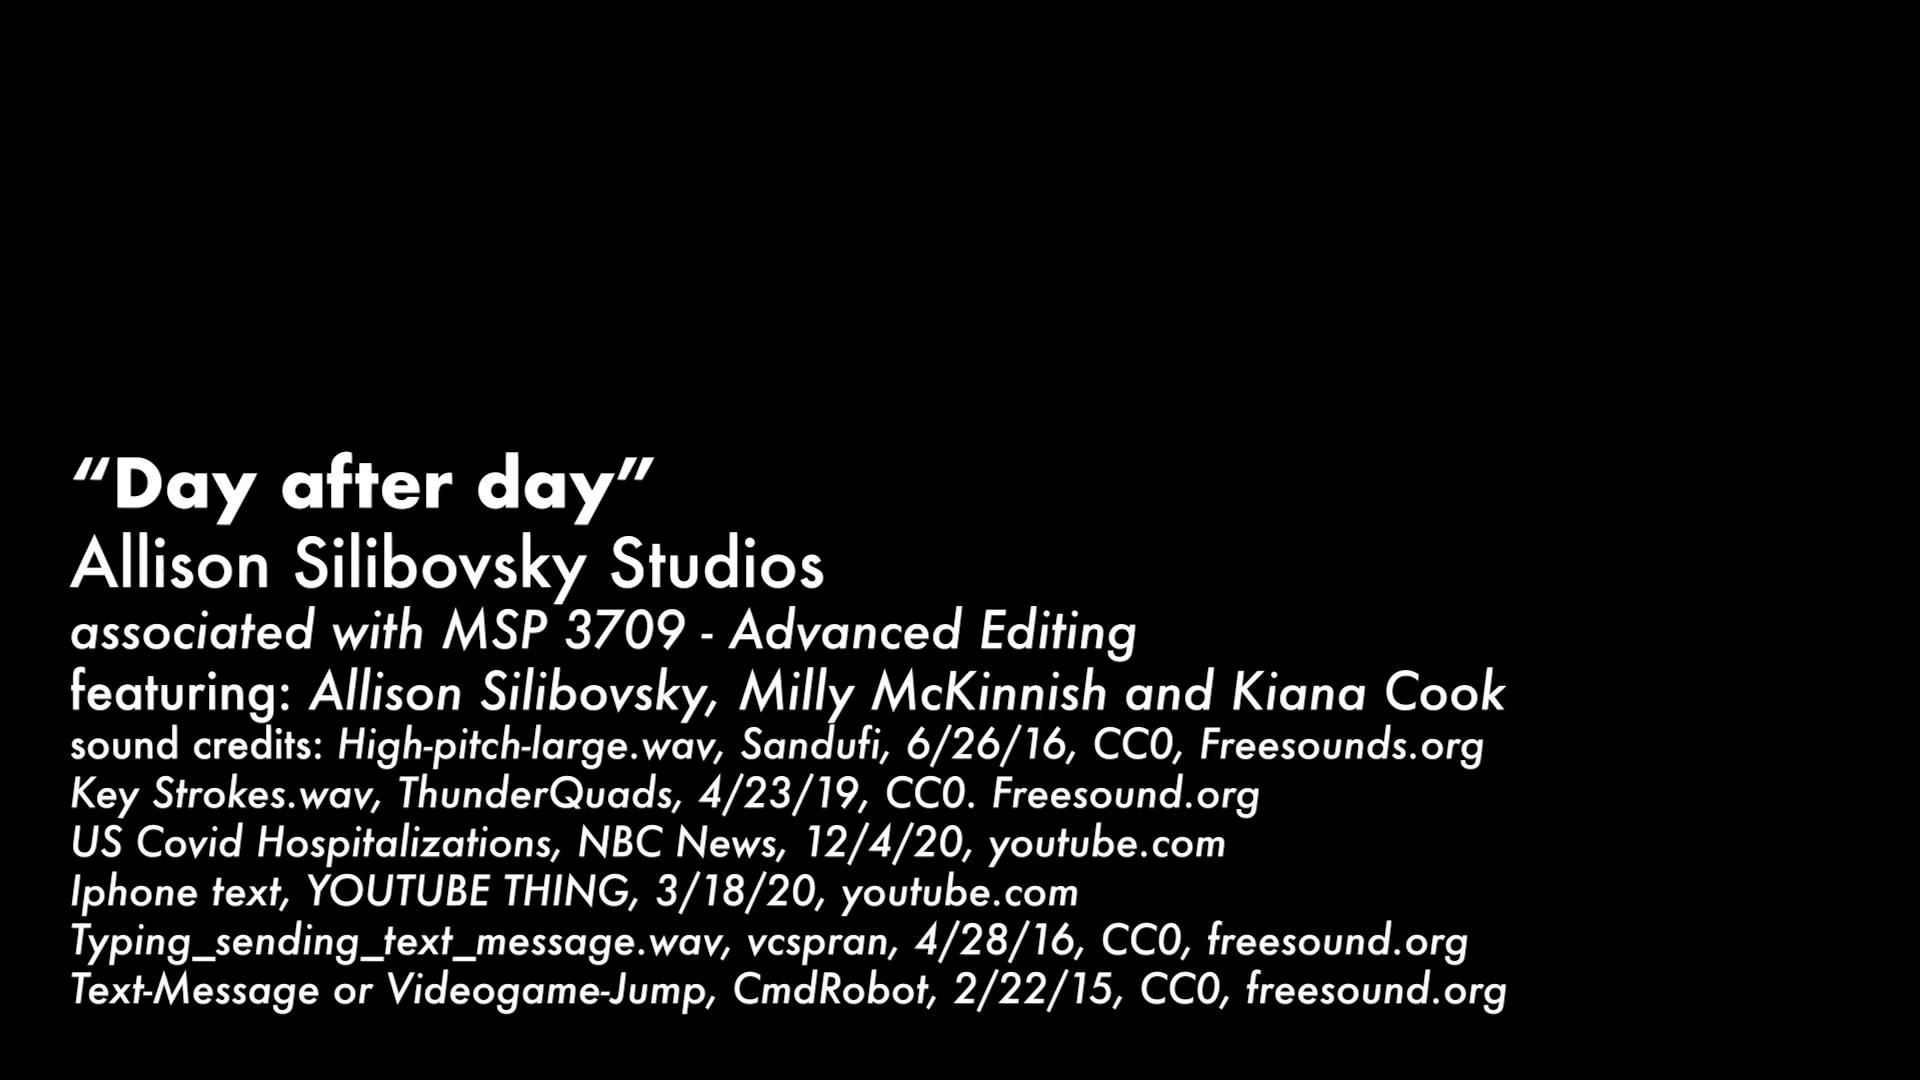 “Day after day”
Allison Silibovsky Studios
associated with MSP 3709 - Advanced Editing
featuring: Allison Silibovsky, Milly McKinnish and Kiana Cook
sound credits: High-pitch-large.wav, Sandufi, 6/26/16, CC0, Freesounds.org
Key Strokes.wav, ThunderQuads, 4/23/19, CC0. Freesound.org
US Covid Hospitalizations, NBC News, 12/4/20, youtube.com
Iphone text, YOUTUBE THING, 3/18/20, youtube.com
Typing_sending_text_message.wav, vcspran, 4/28/16, CC0, freesound.org
Text-Message or Videogame-Jump, CmdRobot, 2/22/15, CC0, freesound.org